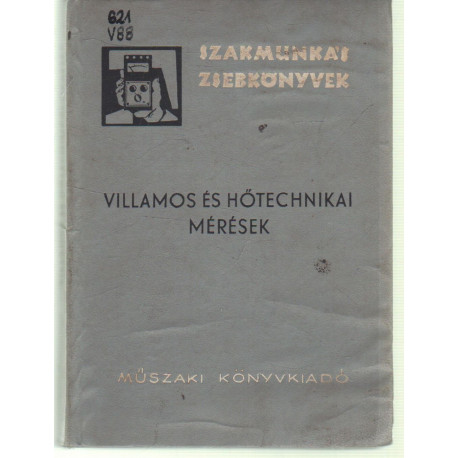 621
V88
SZAKMUNKÁS
ZSEBKÖNYVEK
VILLAMOS ÉS HŐTECHNIKAI
MÉRÉSEK
MŰSZAKI KÖNYVKIADÓ